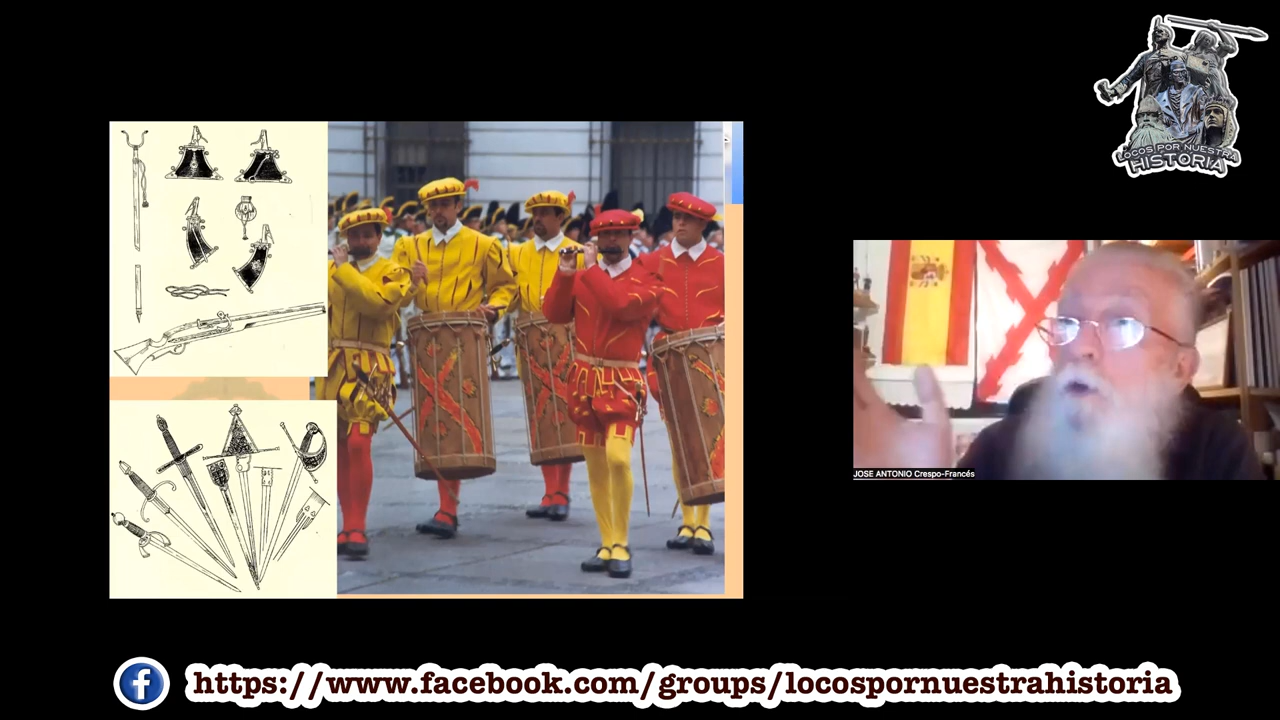 LOCOS POR NUESTRA
HISTORIA
JOSE ANTONIO Crespo-Francés
f
https://www.facebook.com/groups/locospornuestrahistoria